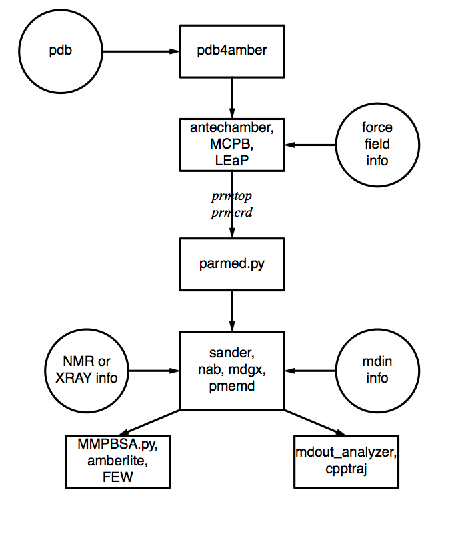 pdb
pdb4amber
antechamber,
MCPB,
LEaP
force
field
info
prmtop
prmcrd
parmed.py
NMR or
XRAY info
sander,
nab, mdgx,
pmemd
mdin
info
MMPBSA.py,
amberlite,
FEW
mdout_analyzer,
cpptraj